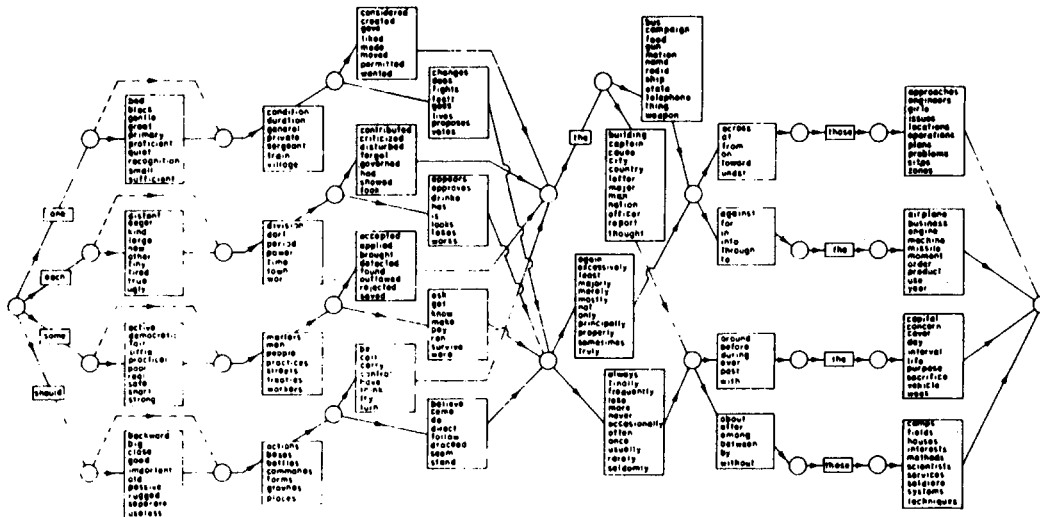 one
each
some
should
bad
black
gentle
great
primary
proficient
quiet
recognition
small
sufficient
distant
eager
kind
large
new
other
tiny
tired
true
ugly
active
democratic
fair
little
practical
poor
real
safe
short
strong
backward
big
close
good
important
old
passive
rugged
separate
useless
condition
duration
general
private
sergeant
train
village
division
period
power
time
town
war
matters
men
people
practices
streets
treaties
workers
actions
bases
battles
commands
forms
grounds
places
considered
created
gave
liked
made
moved
permitted
wanted
changes
does
fights
feels
goes
lives
proposes
votes
contributed
criticized
disturbed
forgot
governed
had
showed
took
appears
approves
drinks
has
is
looks
takes
works
accepted
applied
brought
detected
found
outlawed
rejected
saved
ask
get
know
make
pay
ran
survive
were
be
call
carry
control
have
think
try
turn
believe
came
do
direct
follow
seem
stand
the
bus
campaign
food
gun
motion
name
radio
ship
state
telephone
thing
weapon
building
captain
cause
city
country
letter
major
man
nation
officer
report
thought
again
excessively
least
majorly
merely
mostly
not
only
principally
properly
sometimes
truly
always
finally
frequently
less
more
never
occasionally
often
once
usually
rarely
seldomly
across
at
from
on
toward
under
against
for
in
into
through
to
around
before
during
over
past
with
about
after
among
between
by
without
those
the
the
those
approaches
engineers
girls
issues
locations
operations
plans
problems
sites
zones
airplane
business
engine
machine
missile
moment
order
product
use
year
capital
concern
cover
day
interval
life
purpose
sacrifice
vehicle
week
camps
fields
houses
interests
methods
scientists
services
soldiers
systems
techniques